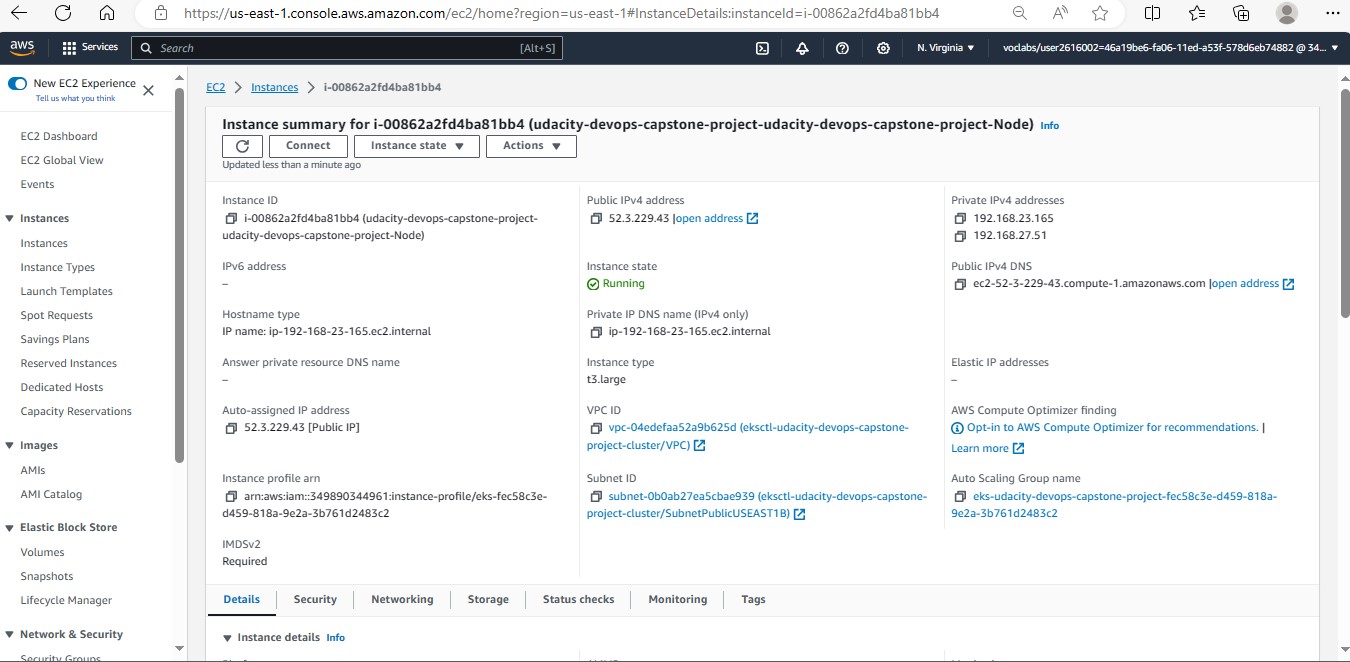 https://us-east-1.console.aws.amazon.com/ec2/home?region=us-east-1#InstanceDetails:instanceId=i-00862a2fd4ba81bb4
aws
Services
Search
[Alt+S]
N. Virginia
voclabs/user2616002=46a19be6-fa06-11ed-a53f-578d6eb74882 @ 34...
New EC2 Experience
Tell us what you think
EC2 Dashboard
EC2 Global View
Events
Instances
Instances
Instance Types
Launch Templates
Spot Requests
Savings Plans
Reserved Instances
Dedicated Hosts
Capacity Reservations
Images
AMIs
AMI Catalog
Elastic Block Store
Volumes
Snapshots
Lifecycle Manager
Network & Security
Security Groups
EC2 > Instances > i-00862a2fd4ba81bb4
Instance summary for i-00862a2fd4ba81bb4 (udacity-devops-capstone-project-udacity-devops-capstone-project-Node) Info
Connect
Instance state
Actions
Updated less than a minute ago
Instance ID
i-00862a2fd4ba81bb4 (udacity-devops-capstone-project-
udacity-devops-capstone-project-Node)
Public IPv4 address
52.3.229.43 |open address
Private IPv4 addresses
192.168.23.165
192.168.27.51
IPv6 address
–
Instance state
Running
Public IPv4 DNS
ec2-52-3-229-43.compute-1.amazonaws.com |open address
Hostname type
IP name: ip-192-168-23-165.ec2.internal
Private IP DNS name (IPv4 only)
ip-192-168-23-165.ec2.internal
Answer private resource DNS name
–
Instance type
t3.large
Elastic IP addresses
–
Auto-assigned IP address
52.3.229.43 [Public IP]
VPC ID
vpc-04edefaa52a9b625d (eksctl-udacity-devops-capstone-
project-cluster/VPC)
AWS Compute Optimizer finding
Opt-in to AWS Compute Optimizer for recommendations. |
Learn more
Instance profile arn
arn:aws:iam::349890344961:instance-profile/eks-fec58c3e-
d459-818a-9e2a-3b761d2483c2
Subnet ID
subnet-0b0ab27ea5cbae939 (eksctl-udacity-devops-capstone-
project-cluster/SubnetPublicUSEAST1B)
Auto Scaling Group name
eks-udacity-devops-capstone-project-fec58c3e-d459-818a-
9e2a-3b761d2483c2
IMDSv2
Required
Details
Security
Networking
Storage
Status checks
Monitoring
Tags
Instance details Info